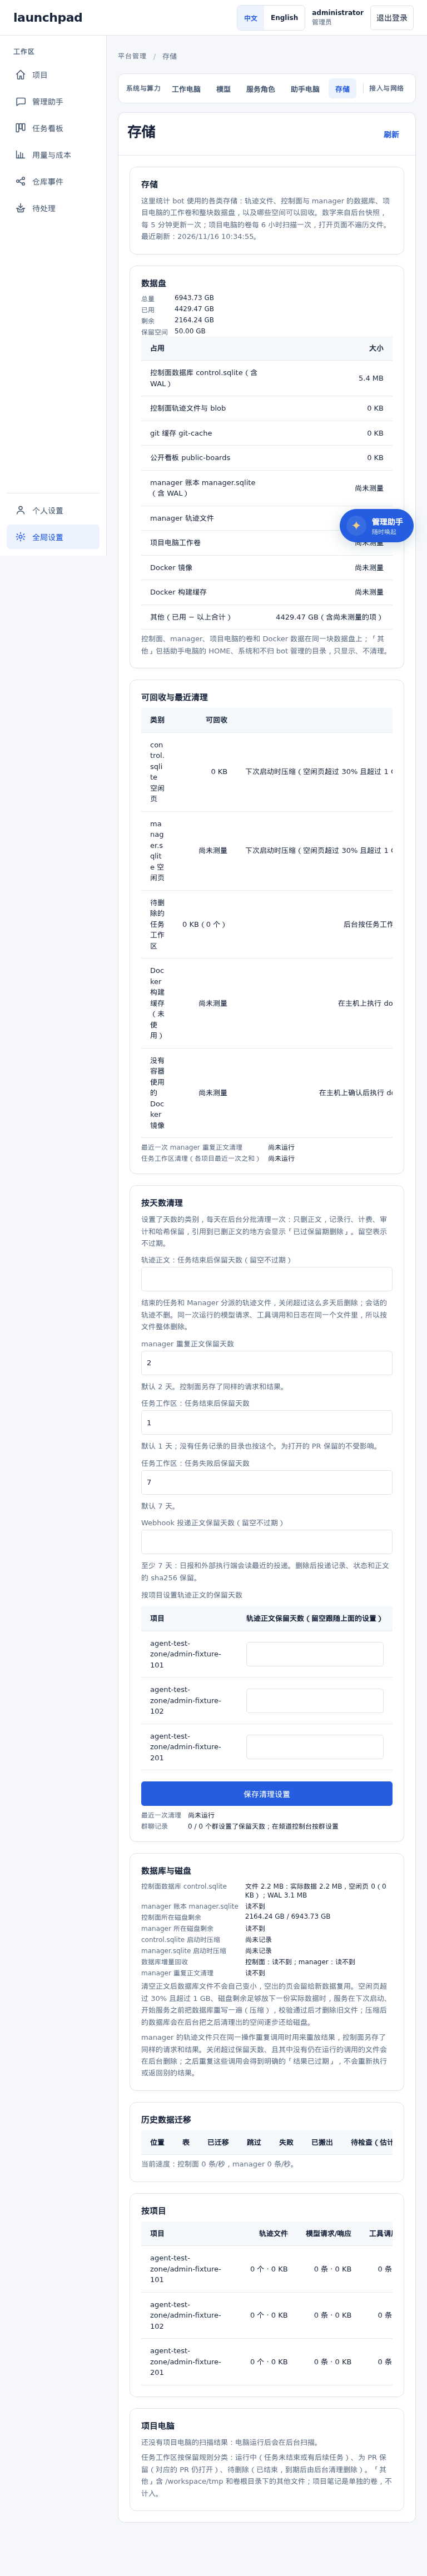 launchpad
中文
English
administrator
管理员
退出登录
工作区
项目
管理助手
任务看板
用量与成本
仓库事件
待处理
个人设置
全局设置
平台管理 / 存储
系统与算力
工作电脑
模型
服务角色
助手电脑
存储
接入与网络
存储
刷新
存储
这里统计 bot 使用的各类存储：轨迹文件、控制面与 manager 的数据库、项
目电脑的工作卷和整块数据盘，以及哪些空间可以回收。数字来自后台快照，
每 5 分钟更新一次；项目电脑的卷每 6 小时扫描一次，打开页面不遍历文件。
最近刷新：2026/11/16 10:34:55。
数据盘
总量 6943.73 GB
已用 4429.47 GB
剩余 2164.24 GB
保留空间 50.00 GB
占用 大小
控制面数据库 control.sqlite（含
WAL） 5.4 MB
控制面轨迹文件与 blob 0 KB
git 缓存 git-cache 0 KB
公开看板 public-boards 0 KB
manager 账本 manager.sqlite
（含 WAL） 尚未测量
manager 轨迹文件
管理助手
随时唤起
项目电脑工作卷 尚未测量
Docker 镜像 尚未测量
Docker 构建缓存 尚未测量
其他（已用 − 以上合计） 4429.47 GB（含尚未测量的项）
控制面、manager、项目电脑的卷和 Docker 数据在同一块数据盘上；「其
他」包括助手电脑的 HOME、系统和不归 bot 管理的目录，只显示、不清理。
可回收与最近清理
类别 可回收
con
trol.
sqli
te
空闲
页
0 KB 下次启动时压缩（空闲页超过 30% 且超过 1 G
ma
nag
er.s
qlit
e 空
闲页
尚未测量 下次启动时压缩（空闲页超过 30% 且超过 1 G
待删
除的
任务
工作
区
0 KB（0 个） 后台按任务工作
Doc
ker
构建
缓存
（未
使
用）
尚未测量 在主机上执行 do
没有
容器
使用
的
Doc
ker
镜像
尚未测量 在主机上确认后执行 do
最近一次 manager 重复正文清理 尚未运行
任务工作区清理（各项目最近一次之和） 尚未运行
按天数清理
设置了天数的类别，每天在后台分批清理一次：只删正文，记录行、计费、审
计和哈希保留，引用到已删正文的地方会显示「已过保留期删除」。留空表示
不过期。
轨迹正文：任务结束后保留天数（留空不过期）
结束的任务和 Manager 分派的轨迹文件，关闭超过这么多天后删除；会话的
轨迹不删。同一次运行的模型请求、工具调用和日志在同一个文件里，所以按
文件整体删除。
manager 重复正文保留天数
2
默认 2 天。控制面另存了同样的请求和结果。
任务工作区：任务结束后保留天数
1
默认 1 天；没有任务记录的目录也按这个。为打开的 PR 保留的不受影响。
任务工作区：任务失败后保留天数
7
默认 7 天。
Webhook 投递正文保留天数（留空不过期）
至少 7 天：日报和外部执行端会读最近的投递。删除后投递记录、状态和正文
的 sha256 保留。
按项目设置轨迹正文的保留天数
项目 轨迹正文保留天数（留空跟随上面的设置）
agent-test-
zone/admin-fixture-
101
agent-test-
zone/admin-fixture-
102
agent-test-
zone/admin-fixture-
201
保存清理设置
最近一次清理 尚未运行
群聊记录 0 / 0 个群设置了保留天数；在频道控制台按群设置
数据库与磁盘
控制面数据库 control.sqlite 文件 2.2 MB：实际数据 2.2 MB，空闲页 0（0
KB）；WAL 3.1 MB
manager 账本 manager.sqlite 读不到
控制面所在磁盘剩余 2164.24 GB / 6943.73 GB
manager 所在磁盘剩余 读不到
control.sqlite 启动时压缩 尚未记录
manager.sqlite 启动时压缩 尚未记录
数据库增量回收 控制面：读不到；manager：读不到
manager 重复正文清理 读不到
清空正文后数据库文件不会自己变小，空出的页会留给新数据复用。空闲页超
过 30% 且超过 1 GB、磁盘剩余足够放下一份实际数据时，服务在下次启动、
开始服务之前把数据库重写一遍（压缩），校验通过后才删除旧文件；压缩后
的数据库会在后台把之后清理出的空间逐步还给磁盘。
manager 的轨迹文件只在同一操作重复调用时用来重放结果，控制面另存了
同样的请求和结果。关闭超过保留天数、且其中没有仍在运行的调用的文件会
在后台删除；之后重复这些调用会得到明确的「结果已过期」，不会重新执行
或返回别的结果。
历史数据迁移
位置 表 已迁移 跳过 失败 已搬出 待检查（估计
当前速度：控制面 0 条/秒，manager 0 条/秒。
按项目
项目 轨迹文件 模型请求/响应 工具调用
agent-test-
zone/admin-fixture-
101
0 个 · 0 KB 0 条 · 0 KB 0 条
agent-test-
zone/admin-fixture-
102
0 个 · 0 KB 0 条 · 0 KB 0 条
agent-test-
zone/admin-fixture-
201
0 个 · 0 KB 0 条 · 0 KB 0 条
项目电脑
还没有项目电脑的扫描结果：电脑运行后会在后台扫描。
任务工作区按保留规则分类：运行中（任务未结束或有后续任务）、为 PR 保
留（对应的 PR 仍打开）、待删除（已结束，到期后由后台清理删除）。「其
他」含 /workspace/tmp 和卷根目录下的其他文件；项目笔记是单独的卷，不
计入。